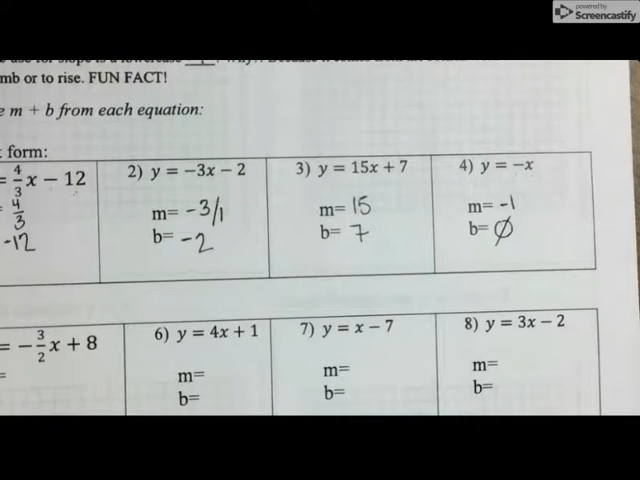 powered by
Screencastify
mb or to rise. FUN FACT!
e m + b from each equation:
form:
= 4/3 x − 12
4/3
-12
2) y = −3x − 2
m= -3/1
b= -2
3) y = 15x + 7
m= 15
b= 7
4) y = −x
m= -1
b= ∅
= −3/2 x + 8
=
6) y = 4x + 1
m=
b=
7) y = x − 7
m=
b=
8) y = 3x − 2
m=
b=